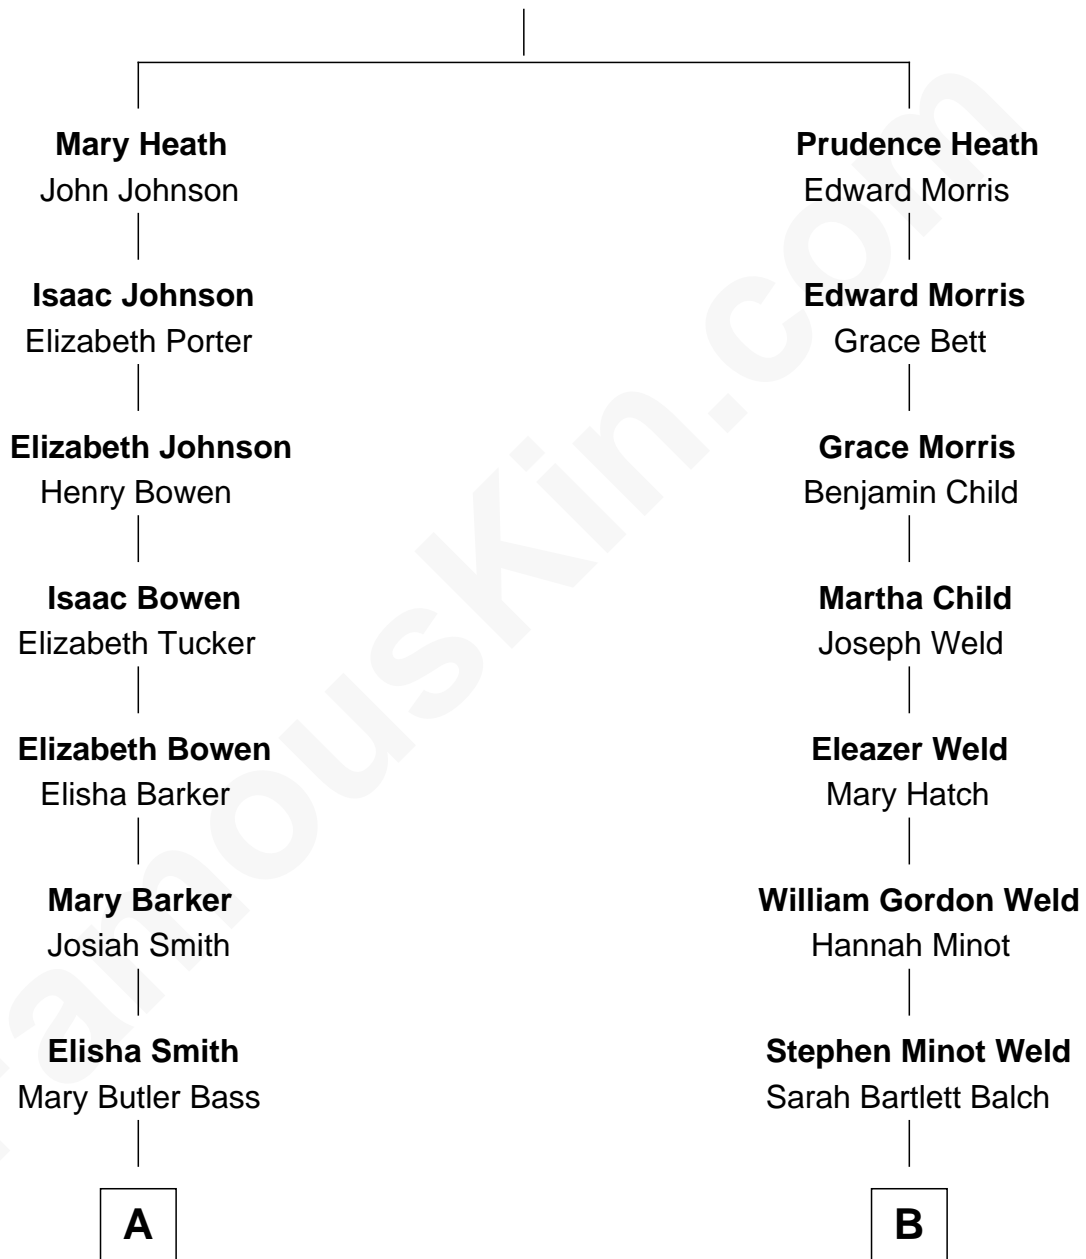 Mary Heath
John Johnson
Isaac Johnson
Elizabeth Porter
Elizabeth Johnson
Henry Bowen
Isaac Bowen
Elizabeth Tucker
Elizabeth Bowen
Elisha Barker
Mary Barker
Josiah Smith
Elisha Smith
Mary Butler Bass
A
Prudence Heath
Edward Morris
Edward Morris
Grace Bett
Grace Morris
Benjamin Child
Martha Child
Joseph Weld
Eleazer Weld
Mary Hatch
William Gordon Weld
Hannah Minot
Stephen Minot Weld
Sarah Bartlett Balch
B
FamousKin.com